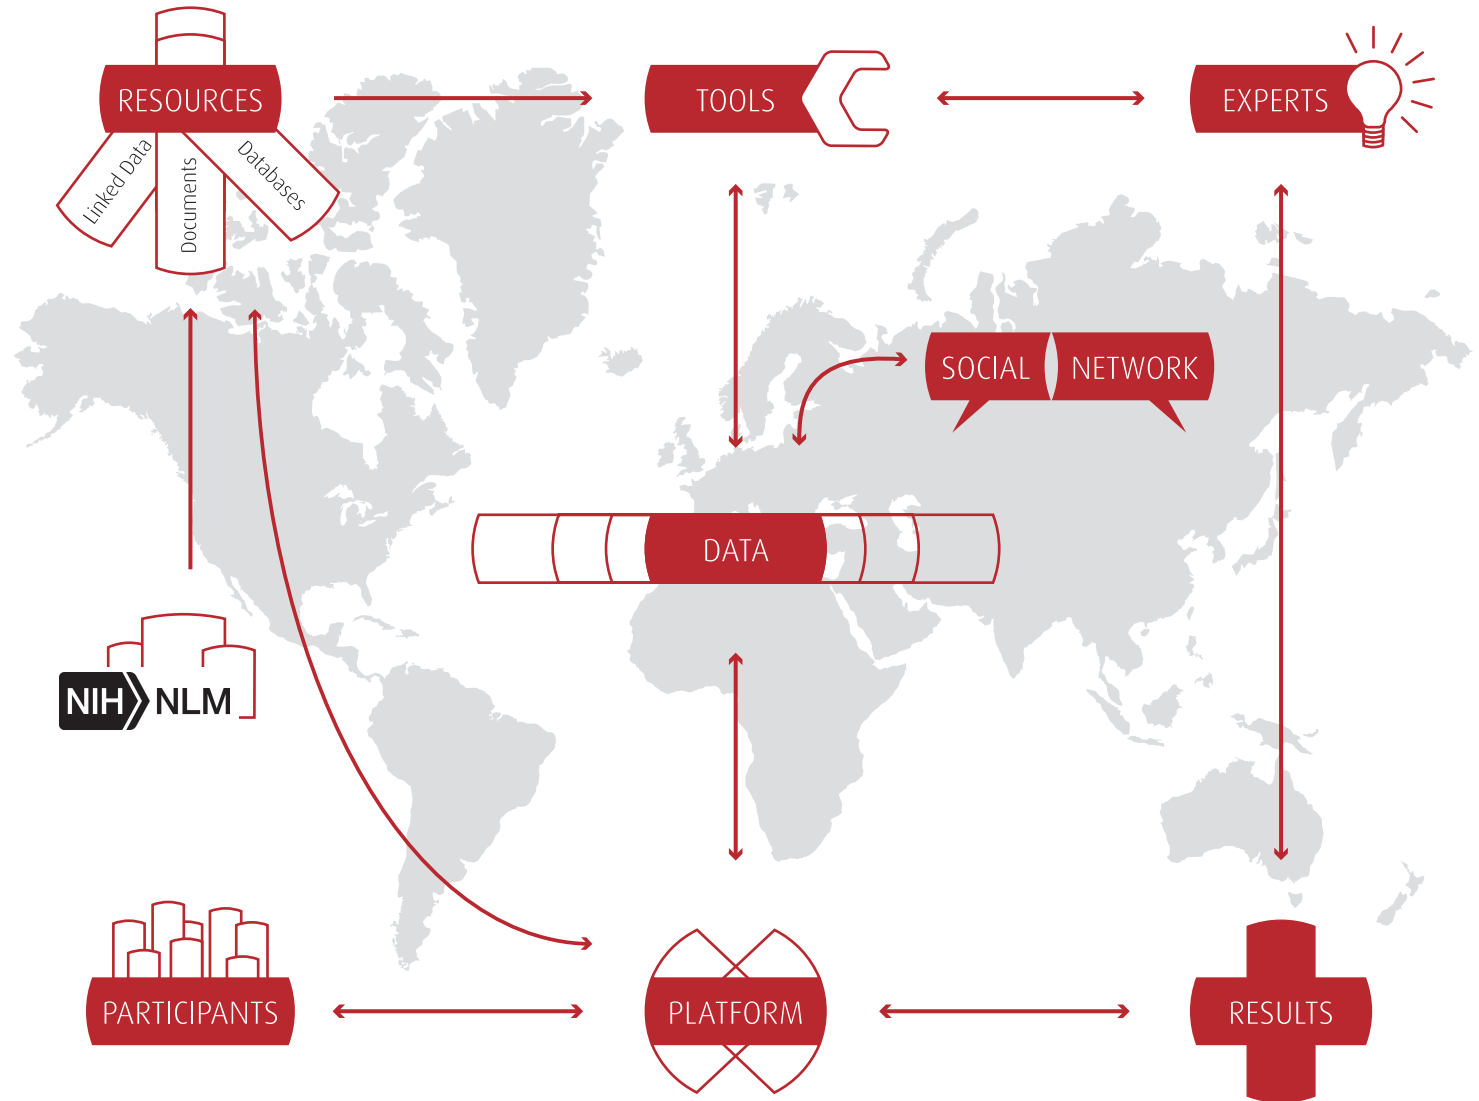 RESOURCES
TOOLS
EXPERTS
Linked Data
Documents
Databases
SOCIAL NETWORK
DATA
NIH NLM
PARTICIPANTS
PLATFORM
RESULTS